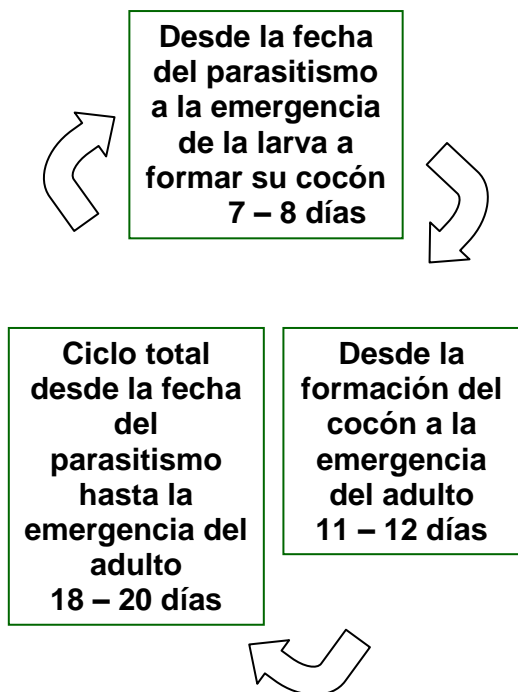 Desde la fecha
del parasitismo
a la emergencia
de la larva a
formar su cocón
7 – 8 días
Ciclo total
desde la fecha
del
parasitismo
hasta la
emergencia del
adulto
18 – 20 días
Desde la
formación del
cocón a la
emergencia
del adulto
11 – 12 días